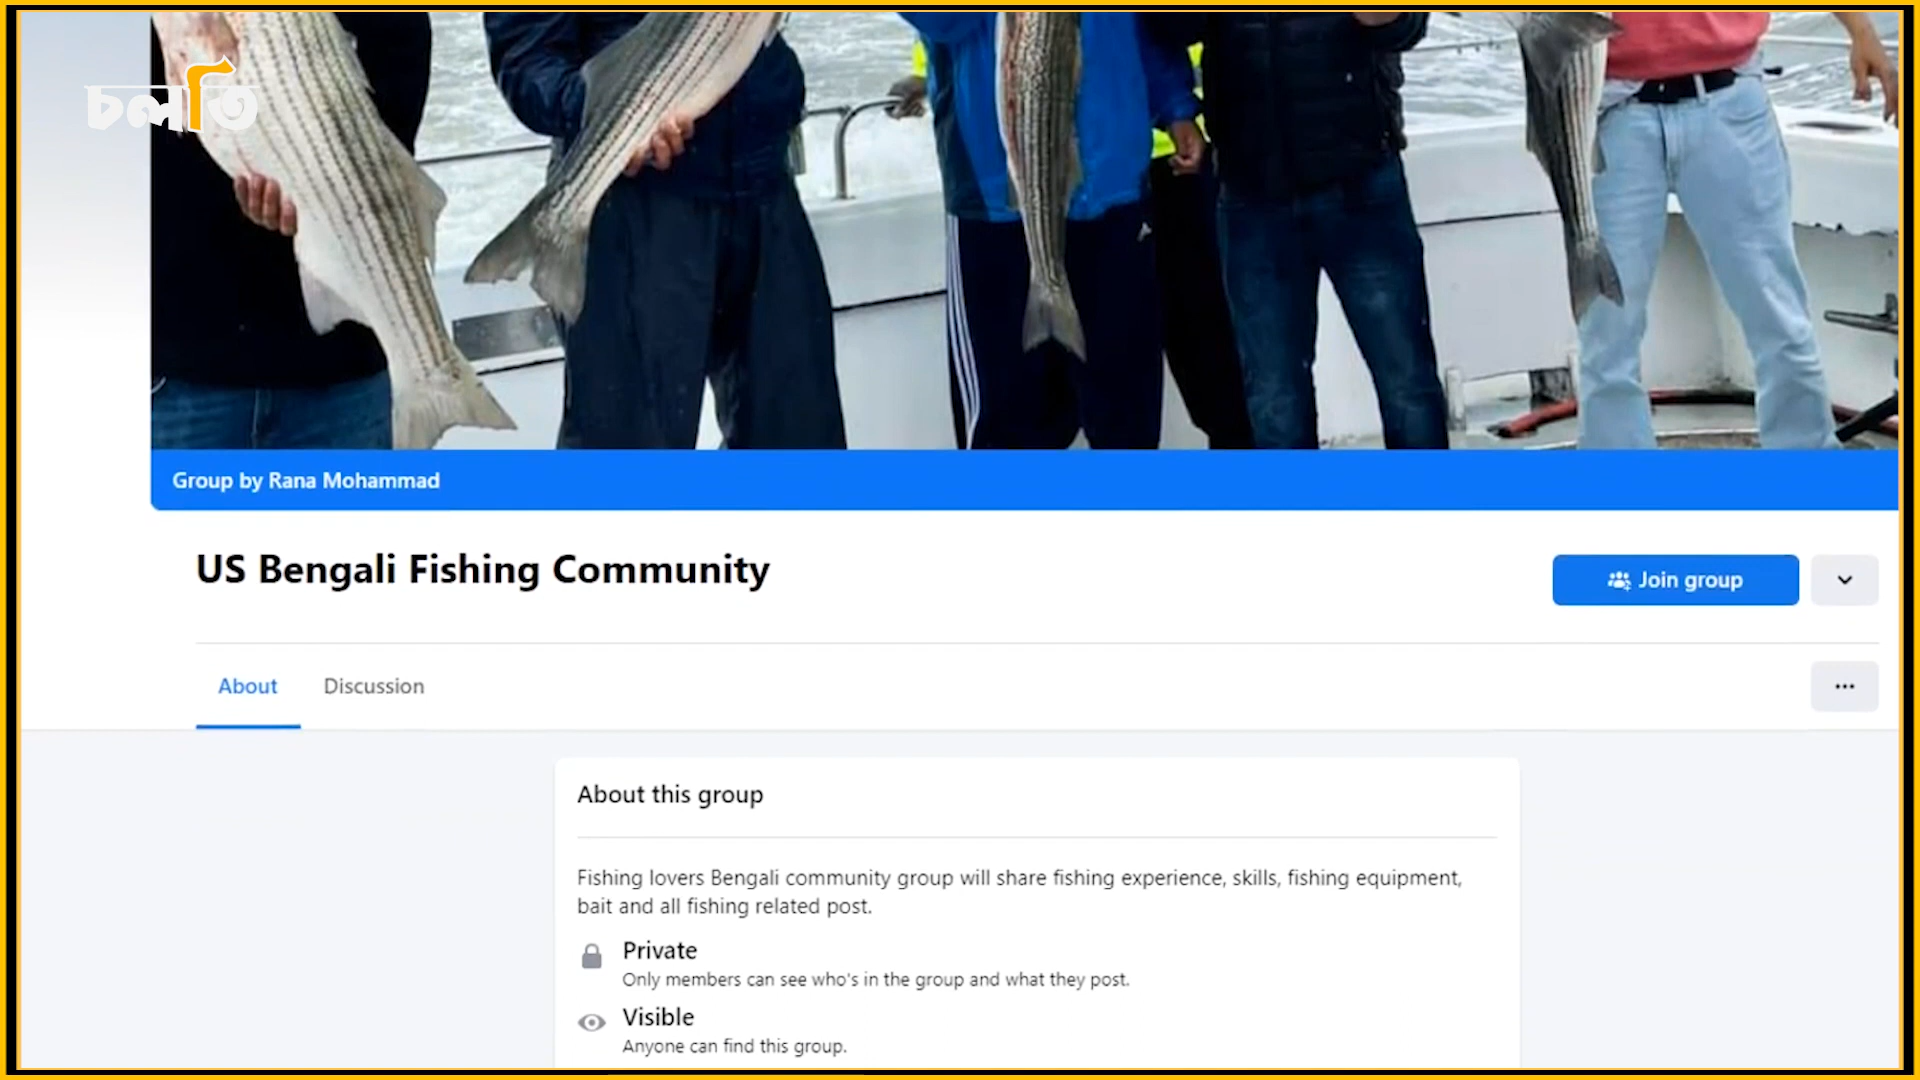 চলতি
Group by Rana Mohammad
US Bengali Fishing Community
Join group
About
Discussion
About this group
Fishing lovers Bengali community group will share fishing experience, skills, fishing equipment,
bait and all fishing related post.
Private
Only members can see who's in the group and what they post.
Visible
Anyone can find this group.